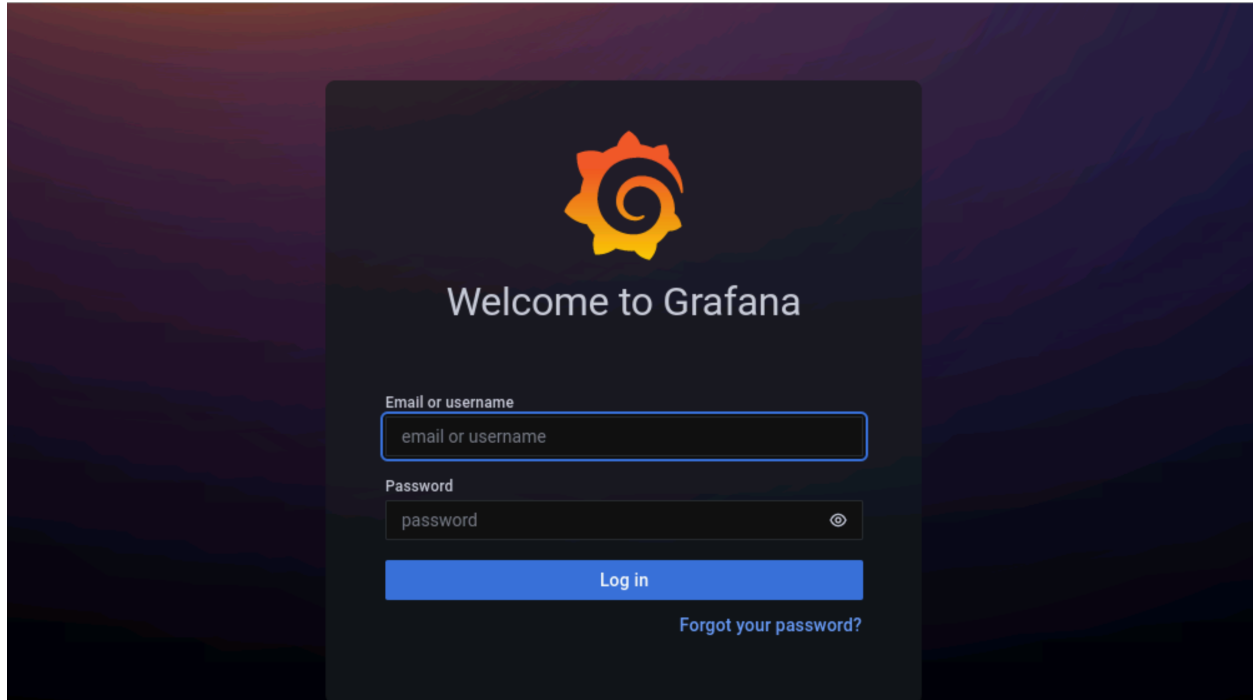 Welcome to Grafana
Email or username
email or username
Password
password
Log in
Forgot your password?